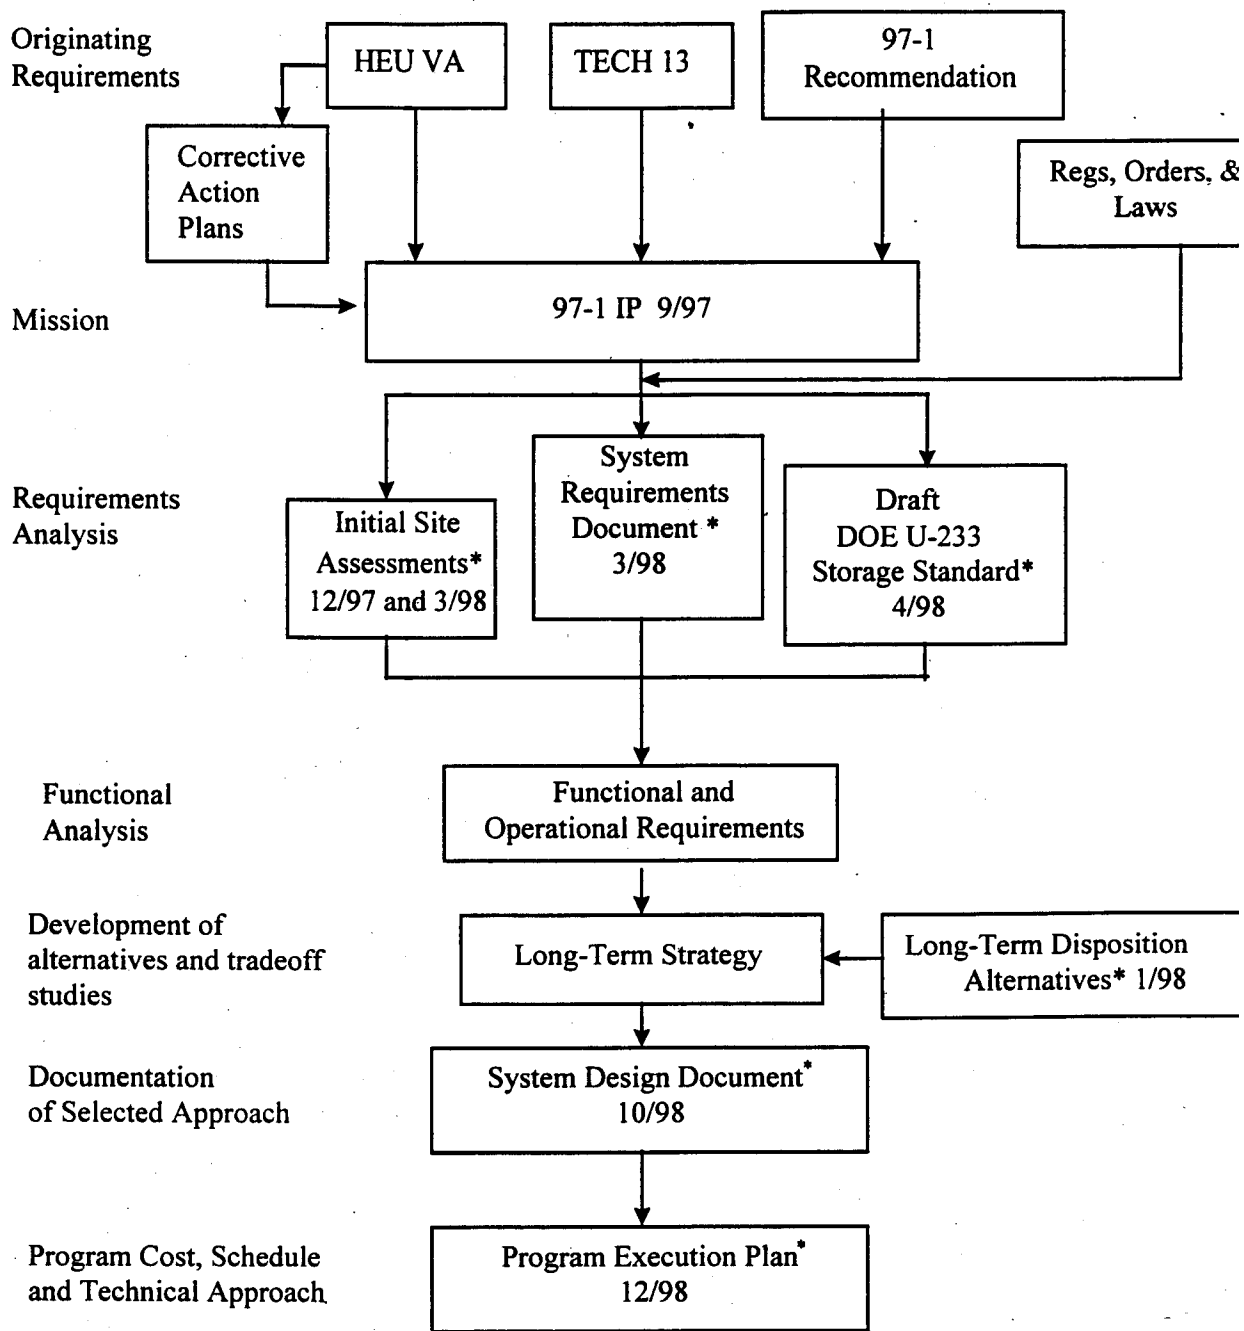 Originating
Requirements
HEU VA
TECH 13
97-1
Recommendation
Corrective
Action
Plans
Regs, Orders, &
Laws
Mission
97-1 IP 9/97
Requirements
Analysis
Initial Site
Assessments*
12/97 and 3/98
System
Requirements
Document *
3/98
Draft
DOE U-233
Storage Standard*
4/98
Functional
Analysis
Functional and
Operational Requirements
Development of
alternatives and tradeoff
studies
Long-Term Strategy
Long-Term Disposition
Alternatives* 1/98
Documentation
of Selected Approach
System Design Document*
10/98
Program Cost, Schedule
and Technical Approach
Program Execution Plan*
12/98